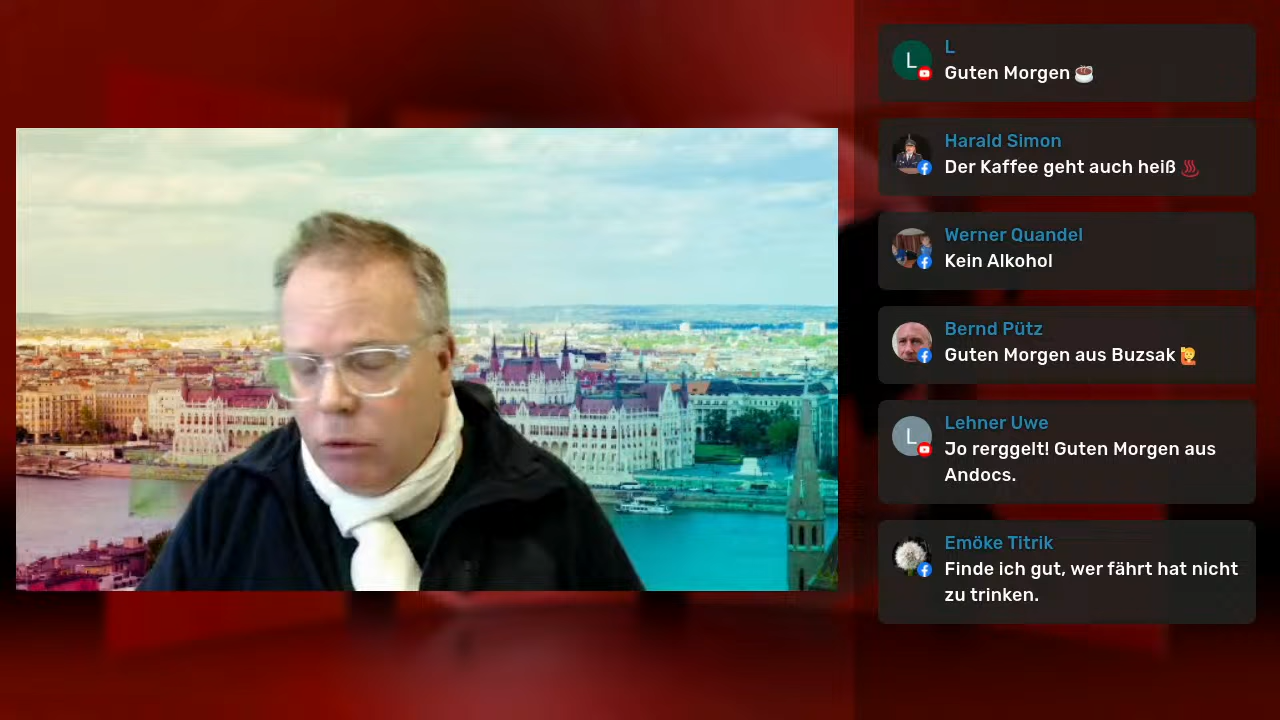 L
Guten Morgen ☕
Harald Simon
Der Kaffee geht auch heiß ♨️
Werner Quandel
Kein Alkohol
Bernd Pütz
Guten Morgen aus Buzsak 🙋
Lehner Uwe
Jo rerggelt! Guten Morgen aus
Andocs.
Emöke Titrik
Finde ich gut, wer fährt hat nicht
zu trinken.